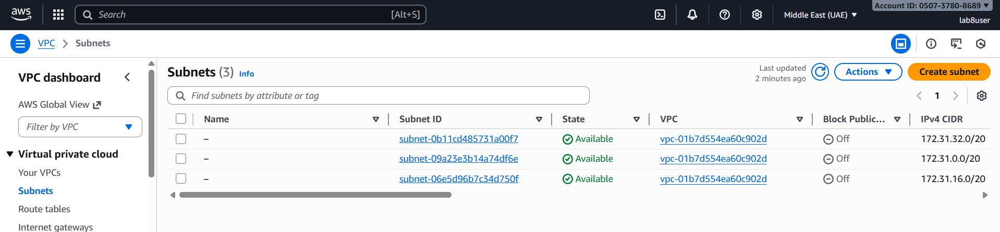 aws
Search [Alt+S]
Middle East (UAE)
Account ID: 0507-3780-8689
lab8user
VPC Subnets
VPC dashboard
AWS Global View
Filter by VPC
Virtual private cloud
Your VPCs
Subnets
Route tables
Internet gateways
Subnets (3) Info
Last updated
2 minutes ago
Actions
Create subnet
Find subnets by attribute or tag
1
Name Subnet ID State VPC Block Public... IPv4 CIDR
– subnet-0b11cd485731a00f7 Available vpc-01b7d554ea60c902d Off 172.31.32.0/20
– subnet-09a23e3b14a74df6e Available vpc-01b7d554ea60c902d Off 172.31.0.0/20
– subnet-06e5d96b7c34d750f Available vpc-01b7d554ea60c902d Off 172.31.16.0/20